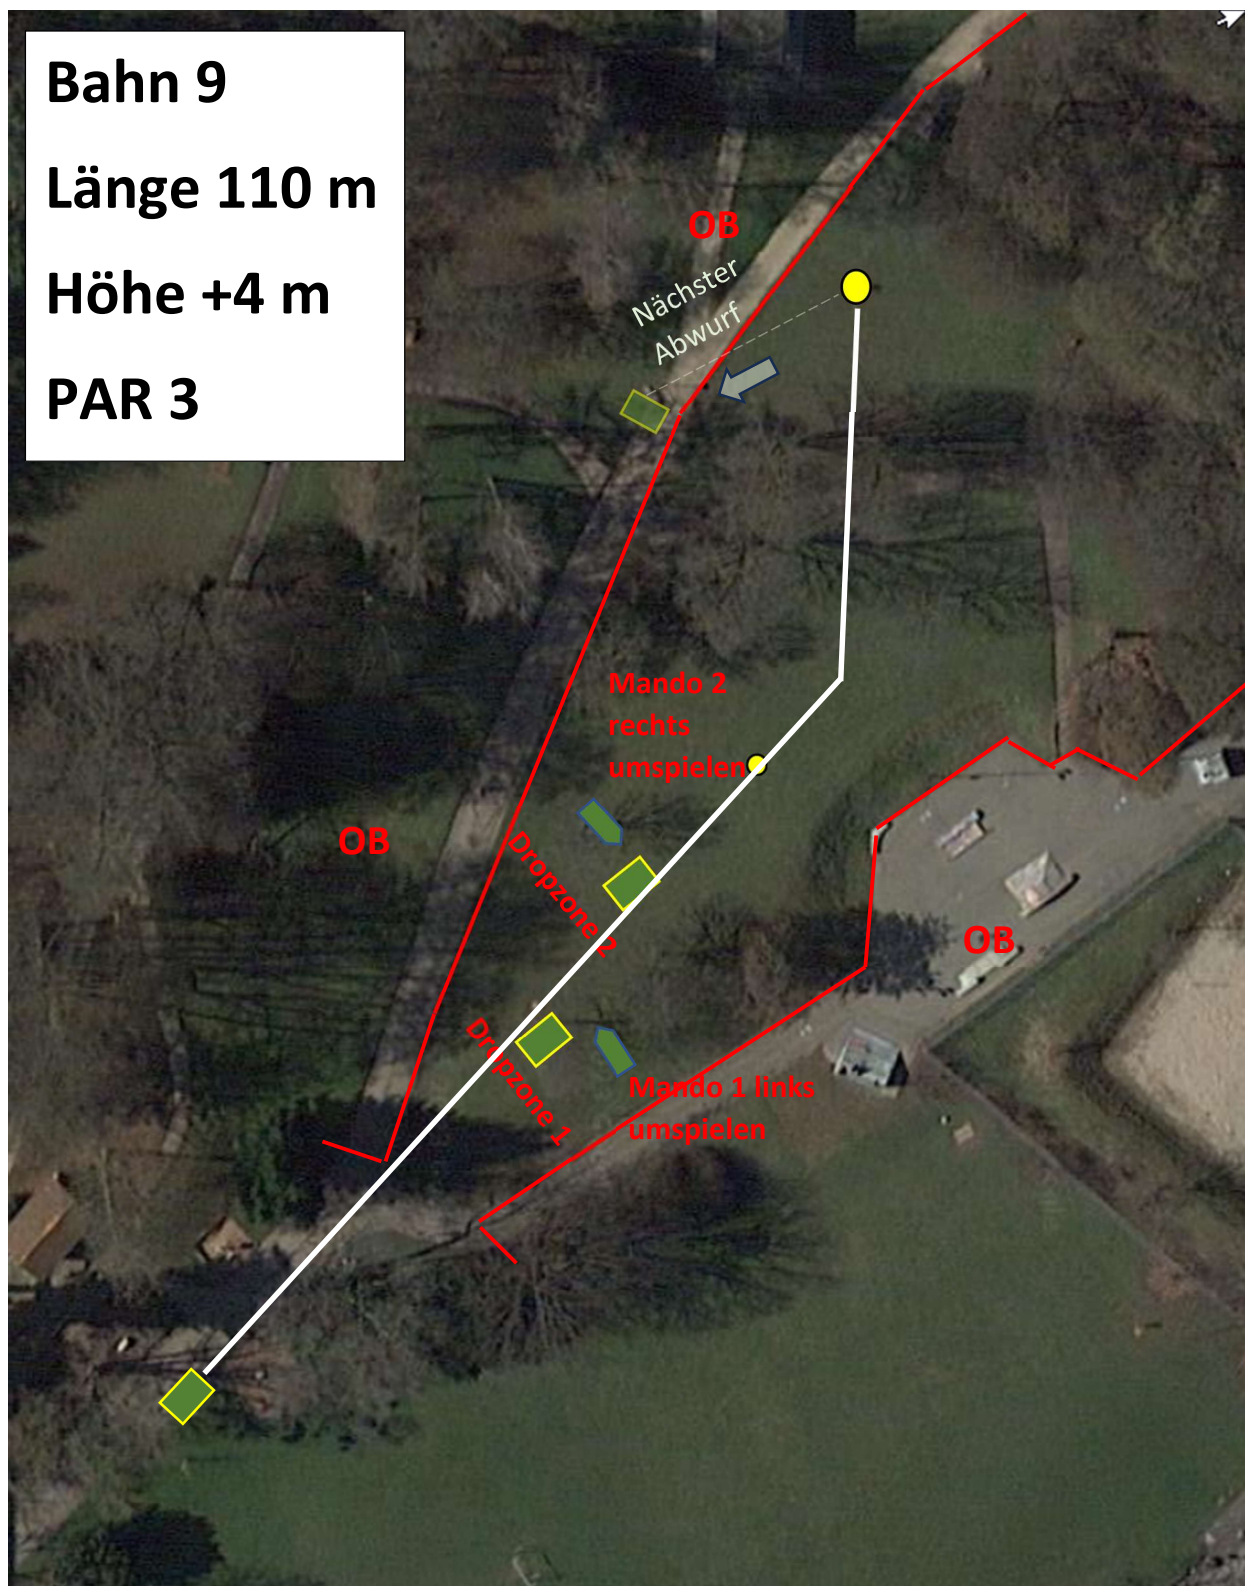 Bahn 9
Länge 110 m
Höhe +4 m
PAR 3
OB
Nächster
Abwurf
Mando 2
rechts
umspielen
OB
Dropzone 2
OB
Dropzone 1
Mando 1 links
umspielen